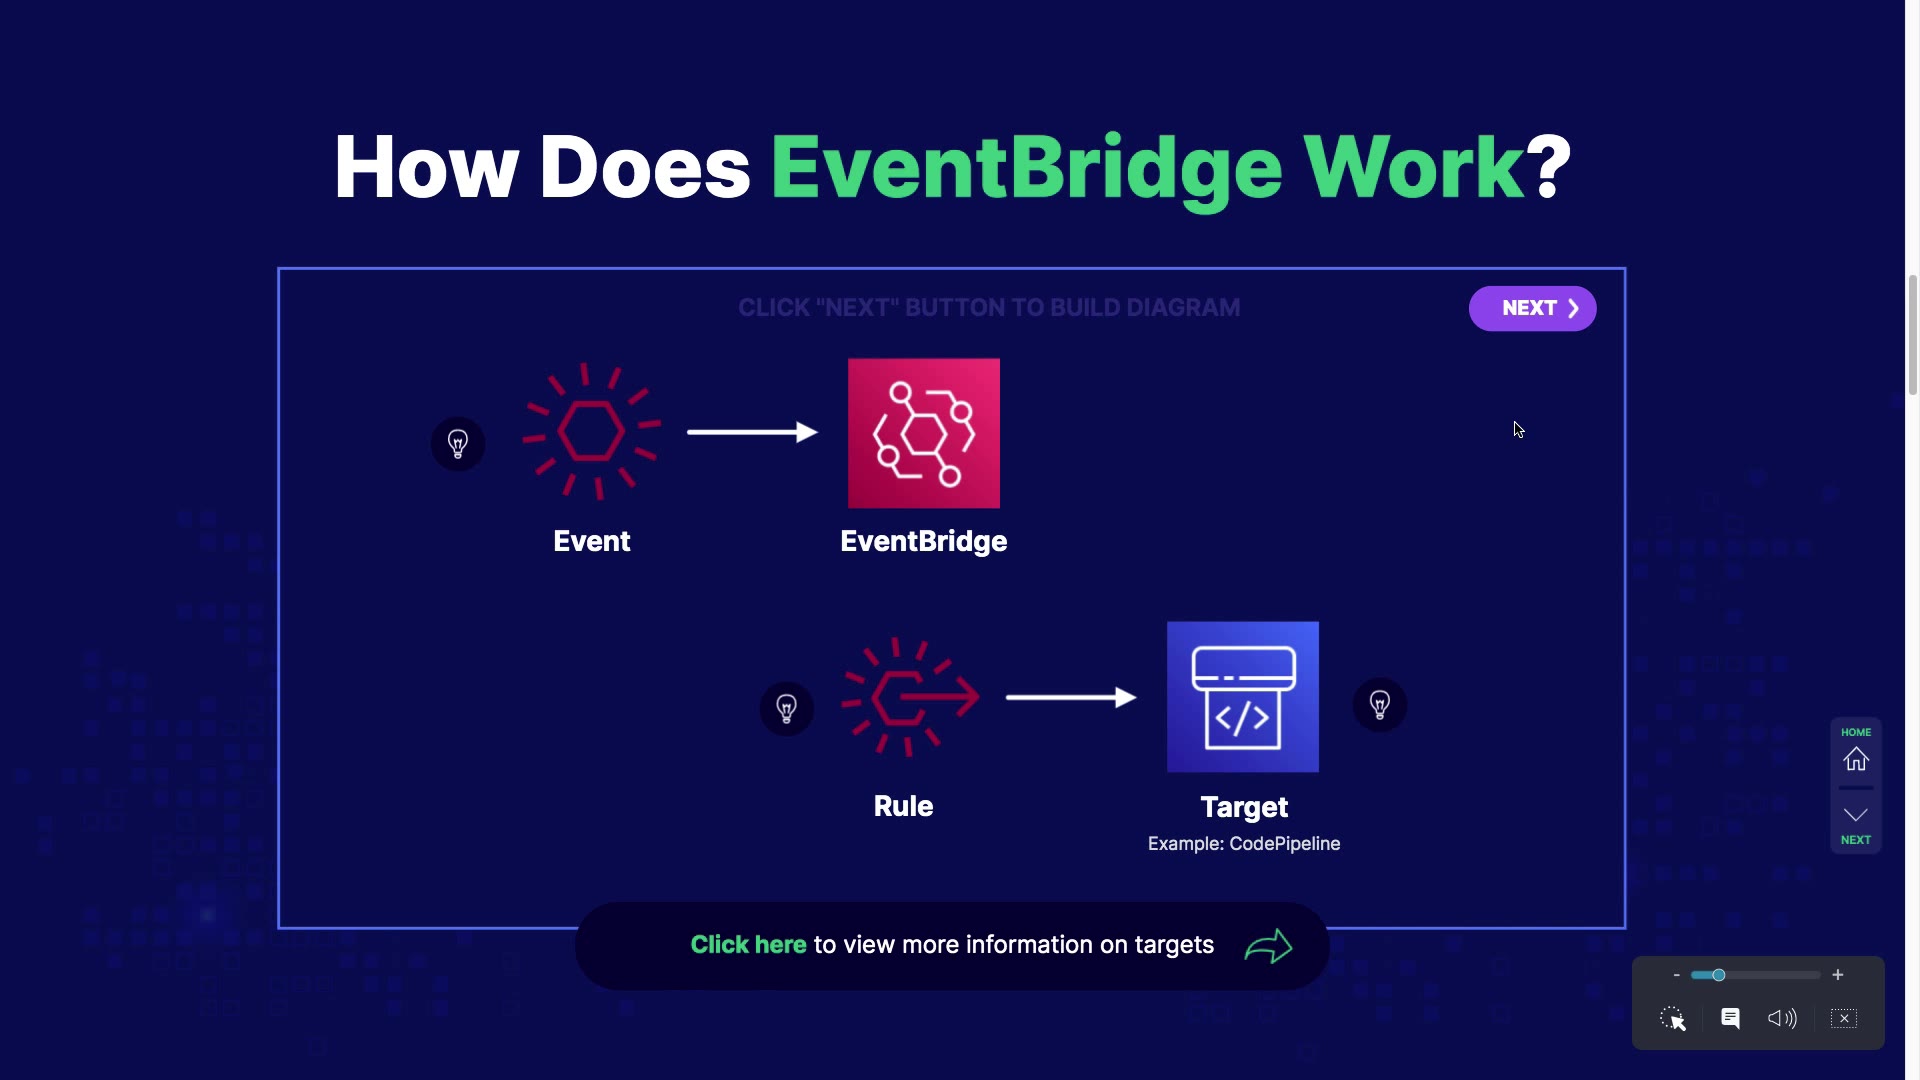 How Does EventBridge Work?
CLICK "NEXT" BUTTON TO BUILD DIAGRAM
NEXT
Event
EventBridge
Rule
Target
Example: CodePipeline
Click here to view more information on targets
HOME
NEXT